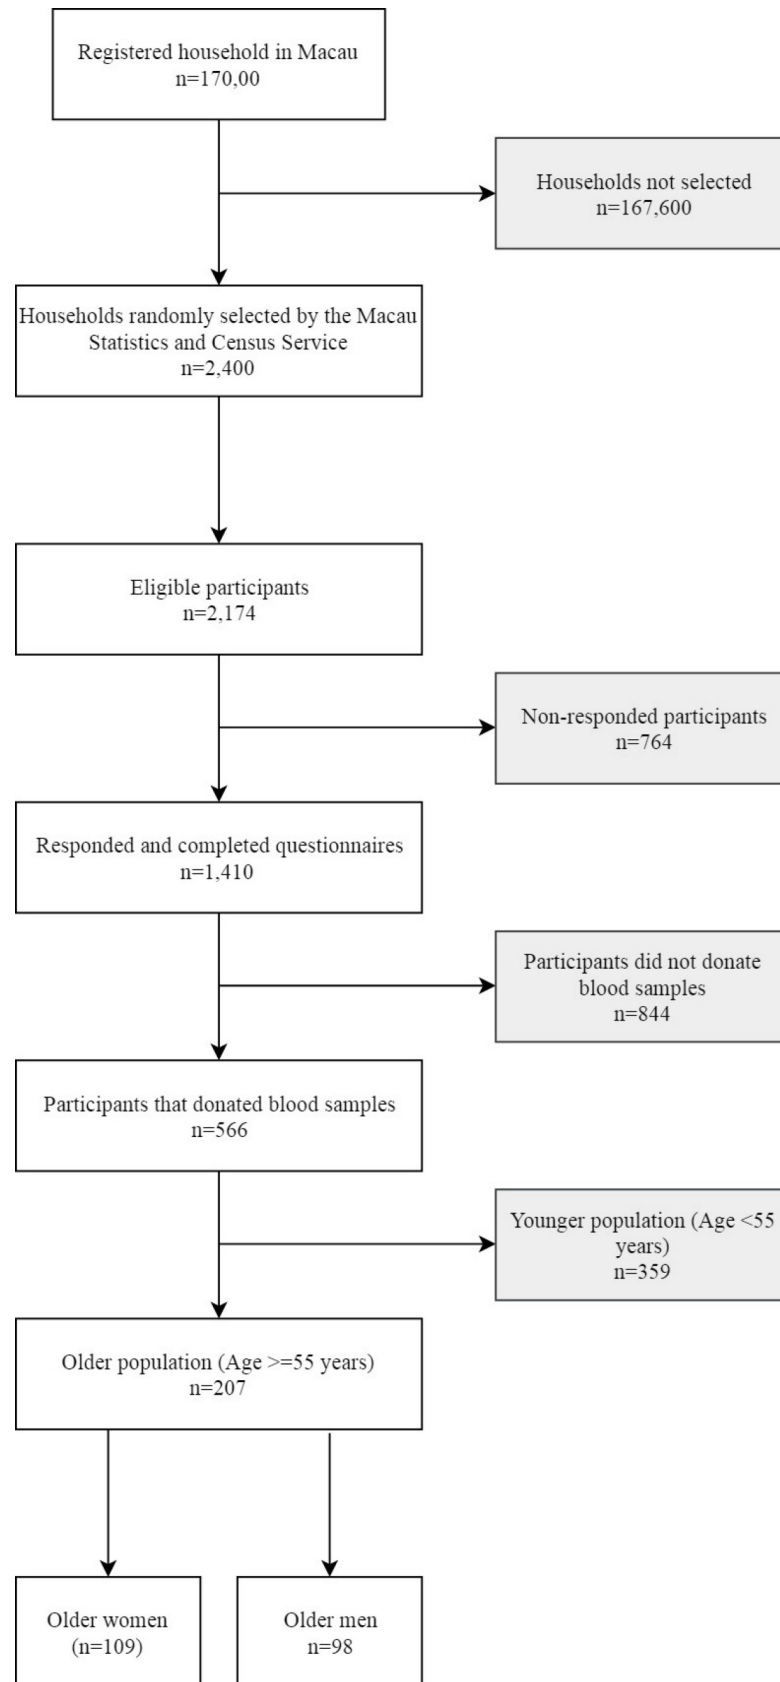 Registered household in Macau
n=170,00
Households not selected
n=167,600
Households randomly selected by the Macau
Statistics and Census Service
n=2,400
Eligible participants
n=2,174
Non-responded participants
n=764
Responded and completed questionnaires
n=1,410
Participants did not donate
blood samples
n=844
Participants that donated blood samples
n=566
Younger population (Age <55
years)
n=359
Older population (Age >=55 years)
n=207
Older women
(n=109)
Older men
n=98